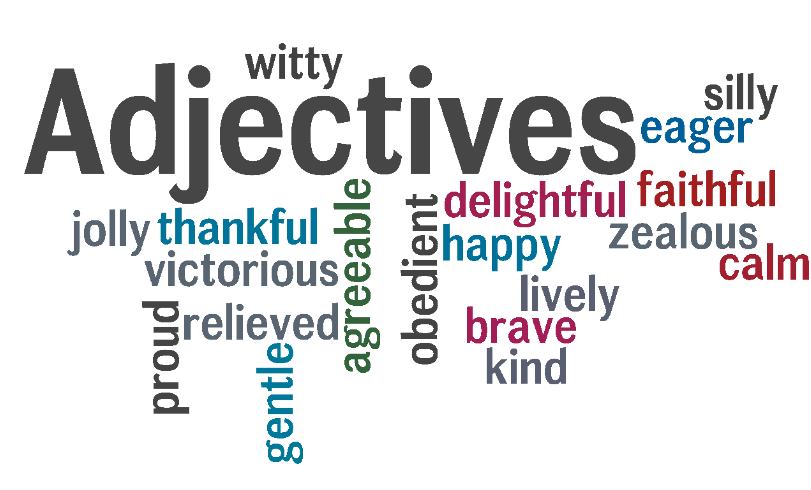 witty
Adjectives
silly
eager
delightful
faithful
jolly
thankful
agreeable
obedient
happy
zealous
victorious
calm
lively
proud
relieved
brave
gentle
kind